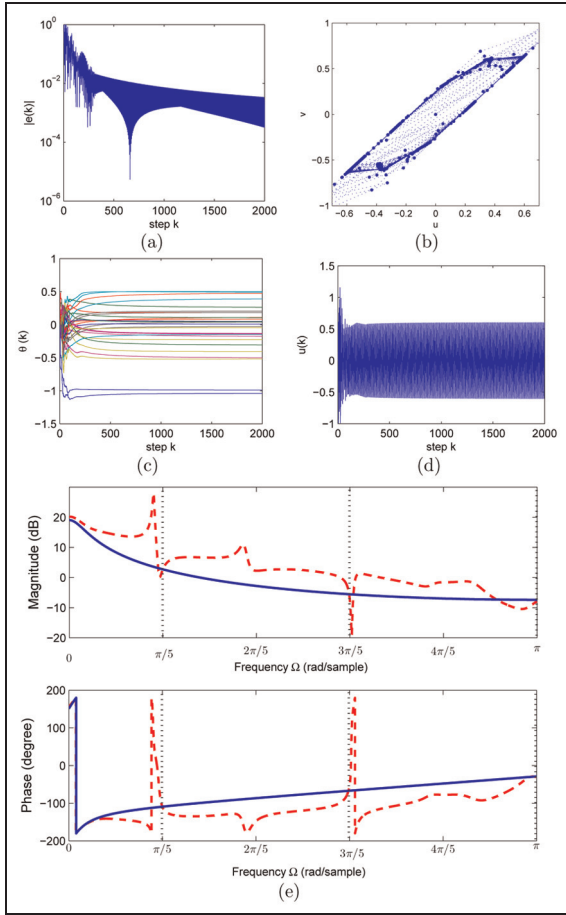 10⁰
10⁻²
10⁻⁴
10⁻⁶
|e(k)|
0 500 1000 1500 2000
step k
(a)
1
0.5
0
−0.5
−1
v
−0.6 −0.4 −0.2 0 0.2 0.4 0.6
u
(b)
1
0.5
0
−0.5
−1
−1.5
θ (k)
0 500 1000 1500 2000
step k
(c)
1.5
1
0.5
0
−0.5
−1
u(k)
0 500 1000 1500 2000
step k
(d)
20
10
0
−10
−20
Magnitude (dB)
0 π/5 2π/5 3π/5 4π/5 π
Frequency Ω (rad/sample)
200
100
0
−100
−200
Phase (degree)
0 π/5 2π/5 3π/5 4π/5 π
Frequency Ω (rad/sample)
(e)